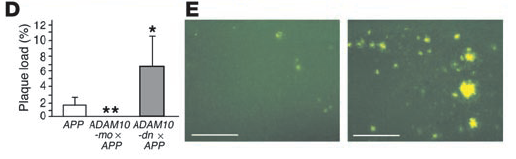 D
E
Plaque load (%)
12
10
8
6
4
2
0
*
**
APP
ADAM10
-mo ×
APP
ADAM10
-dn ×
APP